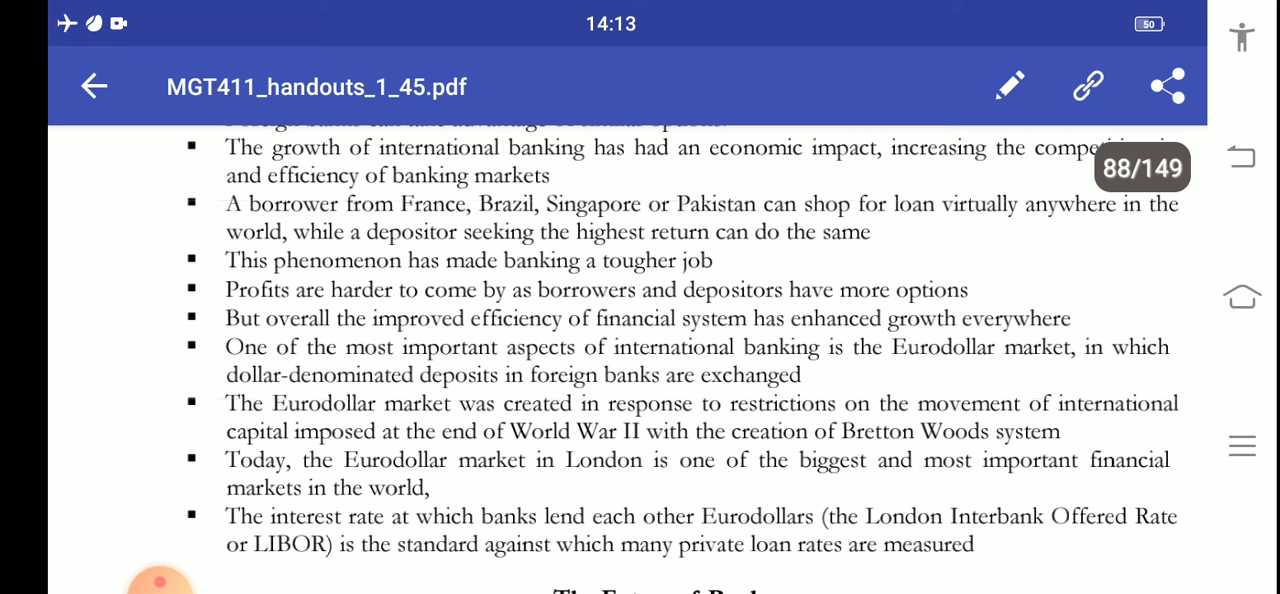 14:13
50
MGT411_handouts_1_45.pdf
The growth of international banking has had an economic impact, increasing the
and efficiency of banking markets
88/149
A borrower from France, Brazil, Singapore or Pakistan can shop for loan virtually anywhere in the
world, while a depositor seeking the highest return can do the same
This phenomenon has made banking a tougher job
Profits are harder to come by as borrowers and depositors have more options
But overall the improved efficiency of financial system has enhanced growth everywhere
One of the most important aspects of international banking is the Eurodollar market, in which
dollar-denominated deposits in foreign banks are exchanged
The Eurodollar market was created in response to restrictions on the movement of international
capital imposed at the end of World War II with the creation of Bretton Woods system
Today, the Eurodollar market in London is one of the biggest and most important financial
markets in the world,
The interest rate at which banks lend each other Eurodollars (the London Interbank Offered Rate
or LIBOR) is the standard against which many private loan rates are measured